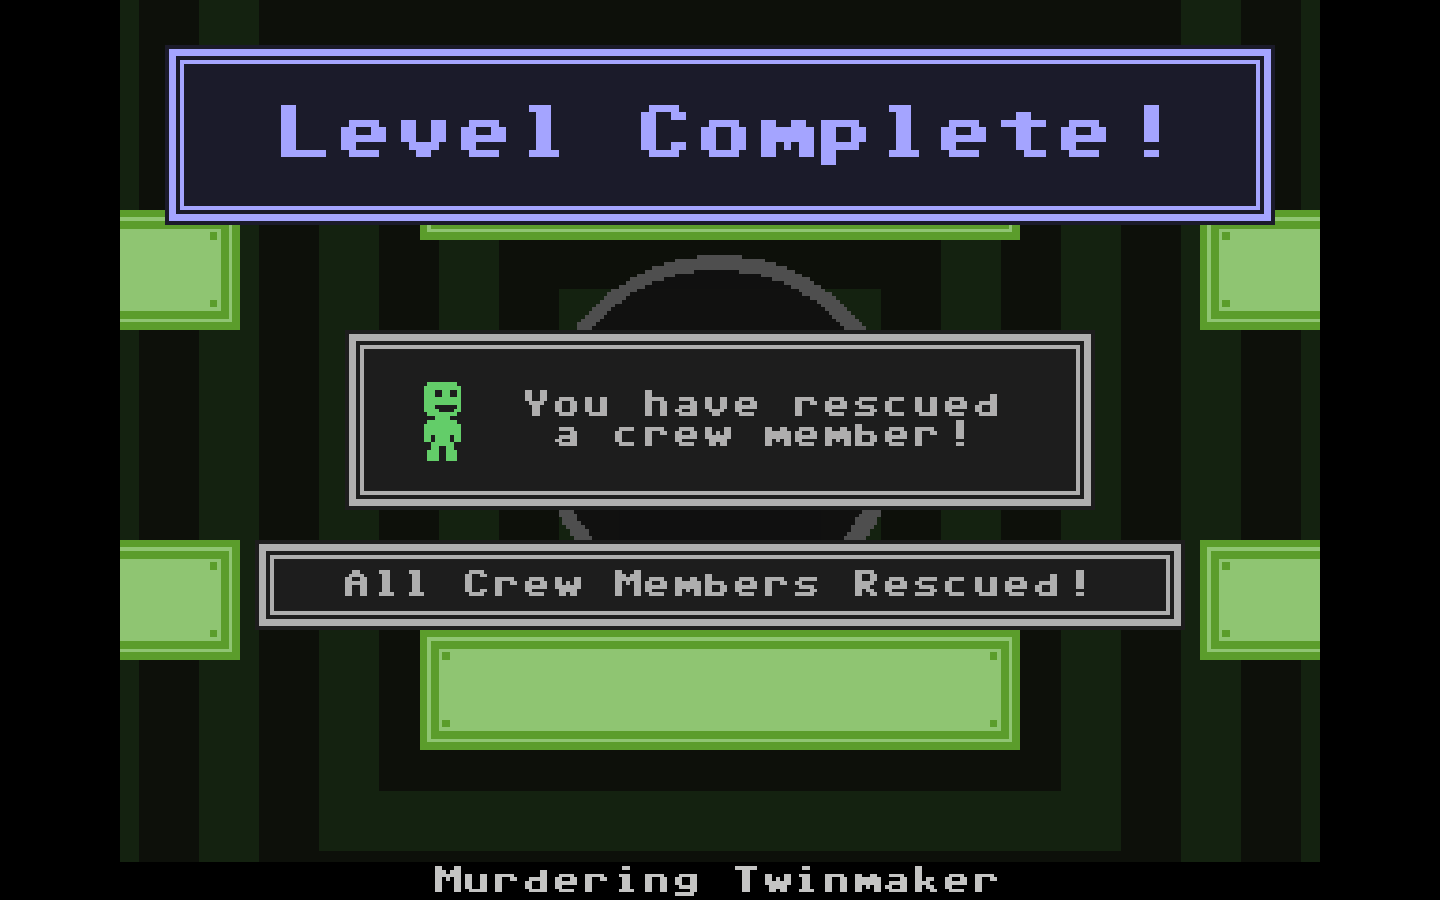 Level Complete!
You have rescued
a crew member!
All Crew Members Rescued!
Murdering Twinmaker